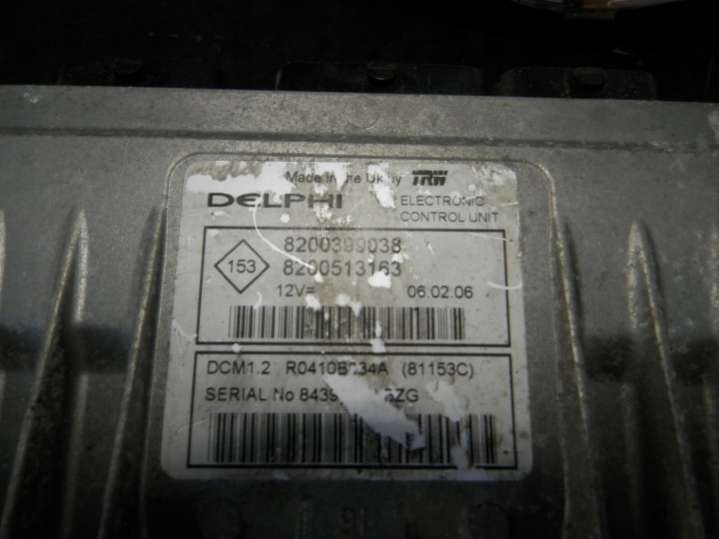 Made in the UK by TRW
DELPHI
ELECTRONIC
CONTROL UNIT
8200399038
153
8200513163
12V=
06.02.06
DCM1.2 (81153C)
SERIAL No